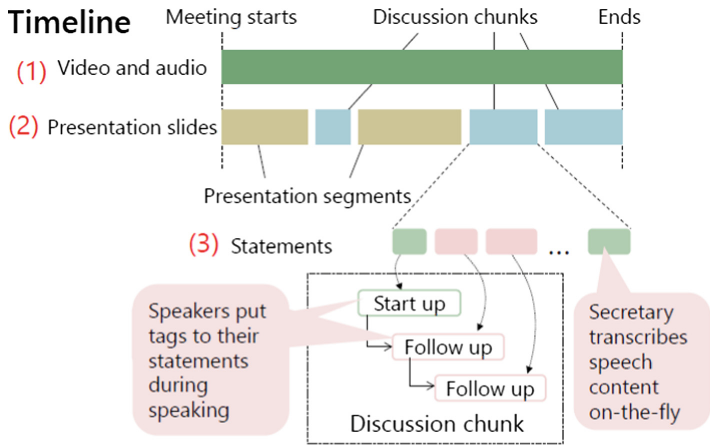 Timeline
Meeting starts
Discussion chunks
Ends
(1) Video and audio
(2) Presentation slides
Presentation segments
(3) Statements
...
Speakers put
tags to their
statements
during
speaking
Start up
Follow up
Follow up
Discussion chunk
Secretary
transcribes
speech
content
on-the-fly